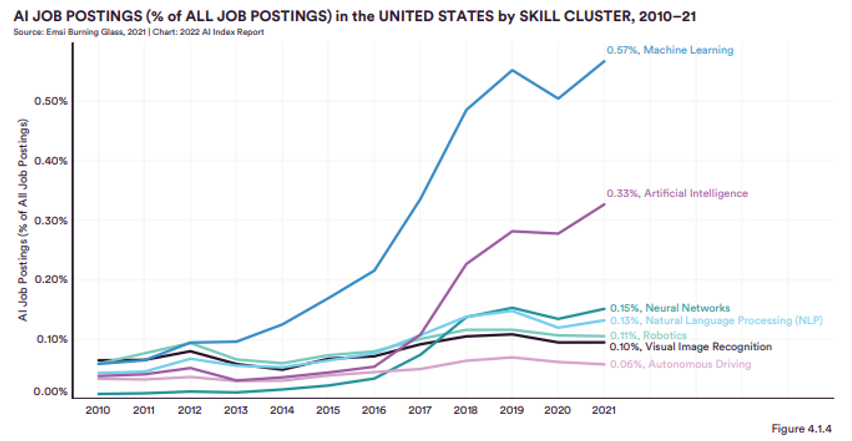 AI JOB POSTINGS (% of ALL JOB POSTINGS) in the UNITED STATES by SKILL CLUSTER, 2010–21
Source: Emsi Burning Glass, 2021 | Chart: 2022 AI Index Report
AI Job Postings (% of All Job Postings)
0.50%
0.40%
0.30%
0.20%
0.10%
0.00%
0.57%, Machine Learning
0.33%, Artificial Intelligence
0.15%, Neural Networks
0.13%, Natural Language Processing (NLP)
0.11%, Robotics
0.10%, Visual Image Recognition
0.06%, Autonomous Driving
2010 2011 2012 2013 2014 2015 2016 2017 2018 2019 2020 2021
Figure 4.1.4